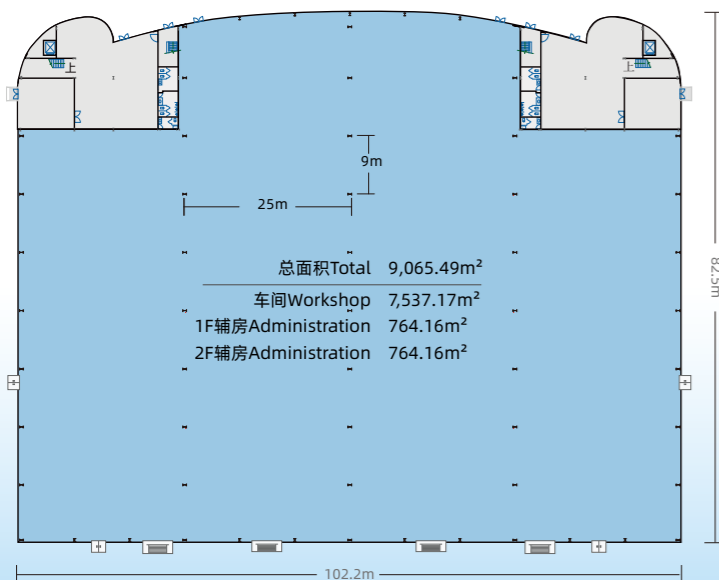 上
上
9m
25m
82.5m
总面积Total 9,065.49m²
车间Workshop 7,537.17m²
1F辅房Administration 764.16m²
2F辅房Administration 764.16m²
102.2m